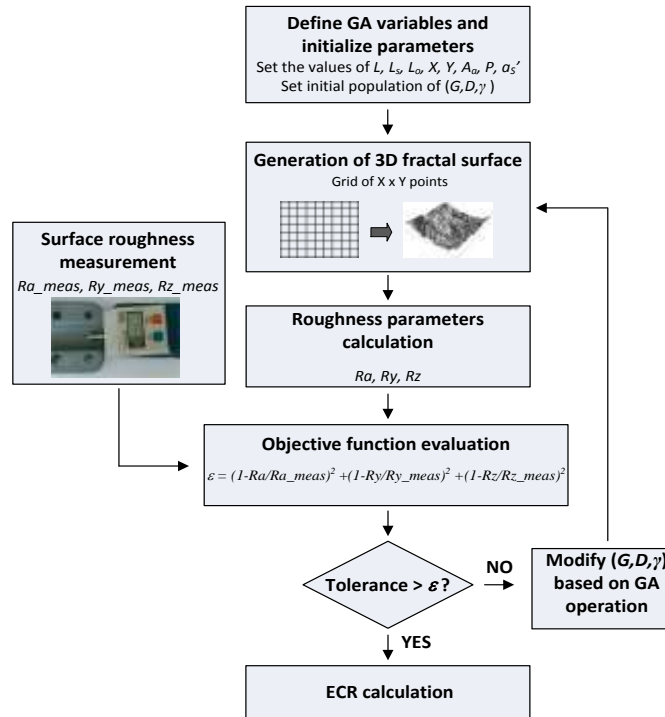 Define GA variables and
initialize parameters
Set the values of L, Ls, Lo, X, Y, Aa, P, as'
Set initial population of (G,D,γ )
Generation of 3D fractal surface
Grid of X x Y points
Surface roughness
measurement
Ra_meas, Ry_meas, Rz_meas
Roughness parameters
calculation
Ra, Ry, Rz
Objective function evaluation
ε = (1-Ra/Ra_meas)² +(1-Ry/Ry_meas)² +(1-Rz/Rz_meas)²
Tolerance > ε ?
NO
Modify (G,D,γ)
based on GA
operation
YES
ECR calculation